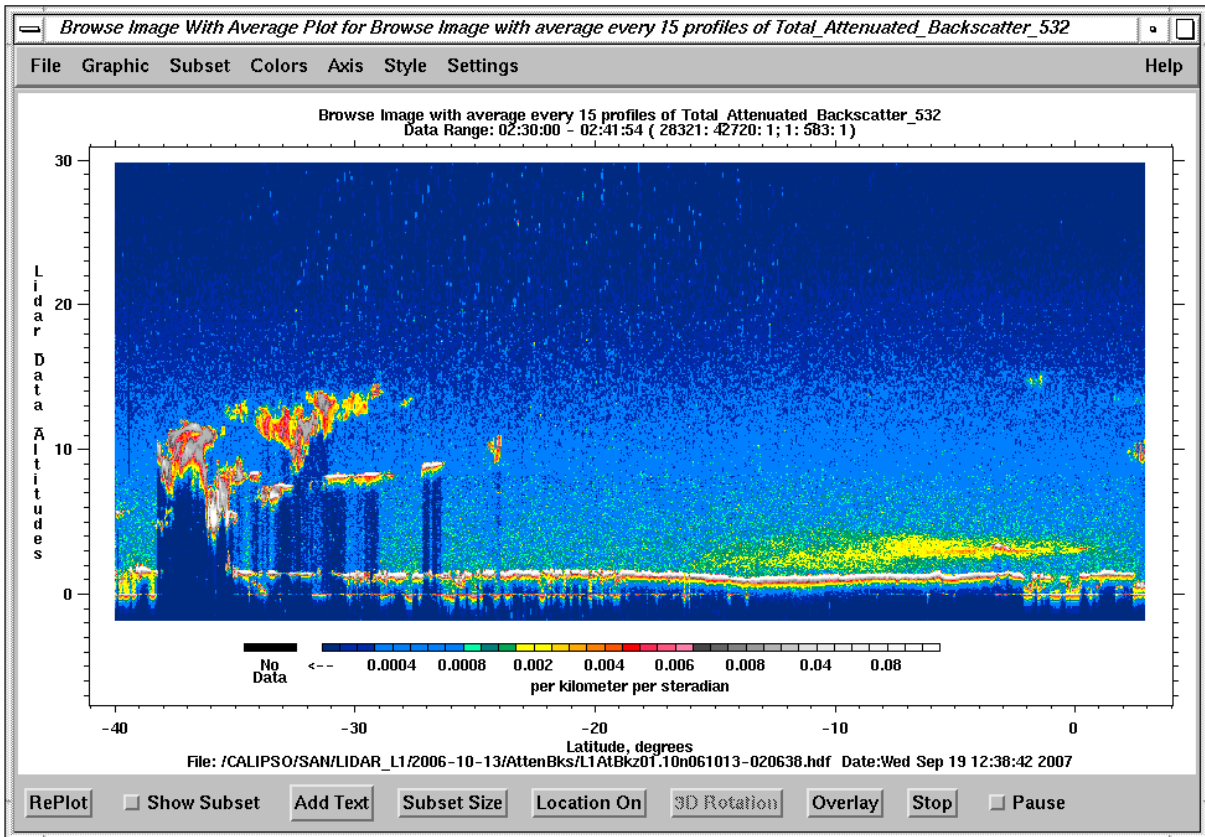 Browse Image With Average Plot for Browse Image with average every 15 profiles of Total_Attenuated_Backscatter_532
File Graphic Subset Colors Axis Style Settings Help
Browse Image with average every 15 profiles of Total_Attenuated_Backscatter_532
Data Range: 02:30:00 - 02:41:54 ( 28321: 42720: 1; 1: 583: 1)
30
20
10
0
Lidar Data Altitudes
No Data
<-- 0.0004 0.0008 0.002 0.004 0.006 0.008 0.04 0.08
per kilometer per steradian
-40 -30 -20 -10 0
Latitude, degrees
File: /CALIPSO/SAN/LIDAR_L1/2006-10-13/AttenBks/L1AtBkz01.10n061013-020638.hdf Date:Wed Sep 19 12:38:42 2007
RePlot Show Subset Add Text Subset Size Location On 3D Rotation Overlay Stop Pause